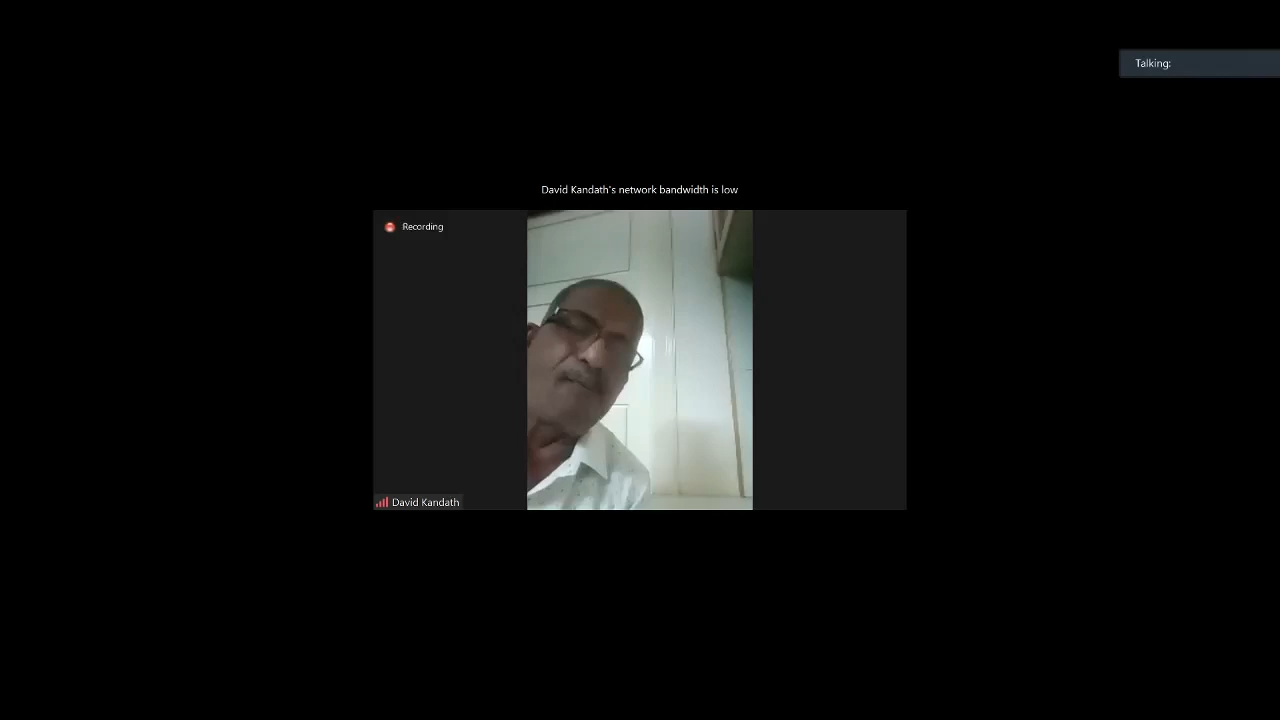 Talking:
David Kandath's network bandwidth is low
Recording
David Kandath